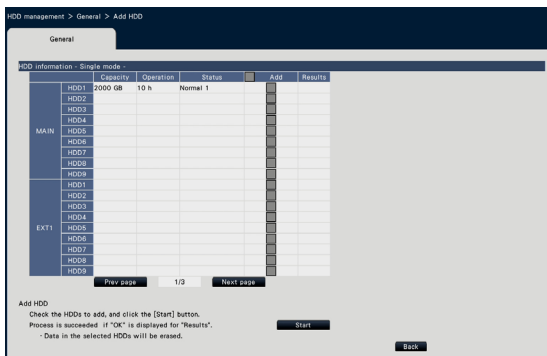 HDD management > General > Add HDD
General
HDD information - Single mode -
Capacity Operation Status Add Results
MAIN
HDD1 2000 GB 10 h Normal 1
HDD2
HDD3
HDD4
HDD5
HDD6
HDD7
HDD8
HDD9
EXT1
HDD1
HDD2
HDD3
HDD4
HDD5
HDD6
HDD7
HDD8
HDD9
Prev page 1/3 Next page
Add HDD
Check the HDDs to add, and click the [Start] button.
Process is succeeded if "OK" is displayed for "Results". Start
- Data in the selected HDDs will be erased.
Back